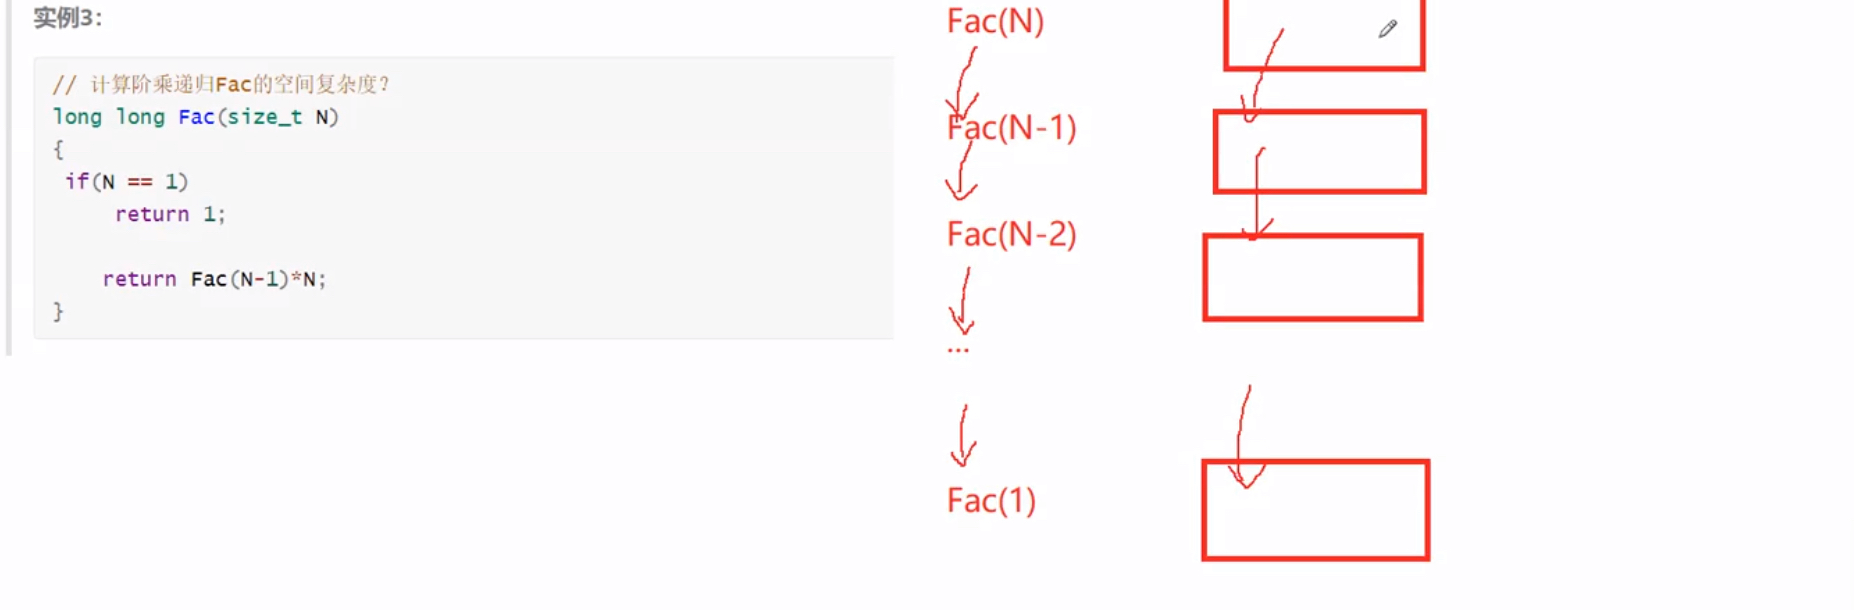 实例3：
// 计算阶乘递归Fac的空间复杂度？
long long Fac(size_t N)
{
if(N == 1)
return 1;
return Fac(N-1)*N;
}
Fac(N)
Fac(N-1)
Fac(N-2)
...
Fac(1)